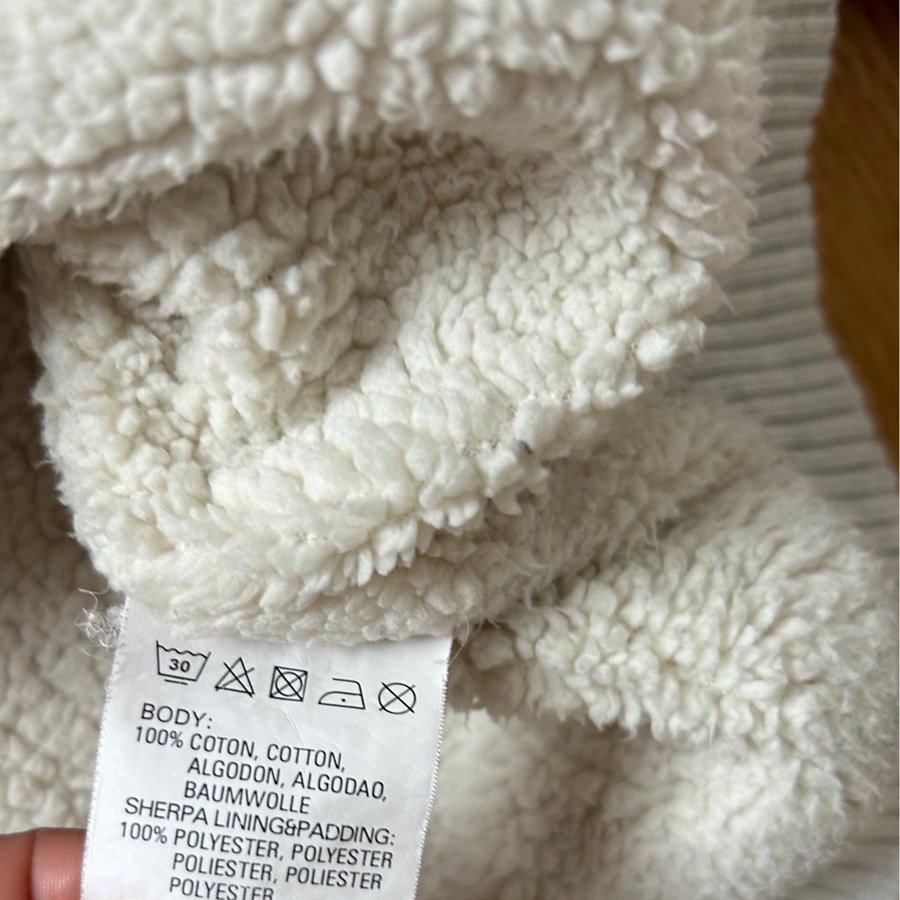 30
BODY:
100% COTON, COTTON,
ALGODON, ALGODAO,
BAUMWOLLE
SHERPA LINING&PADDING:
100% POLYESTER, POLYESTER
POLIESTER, POLIESTER
POLYESTER